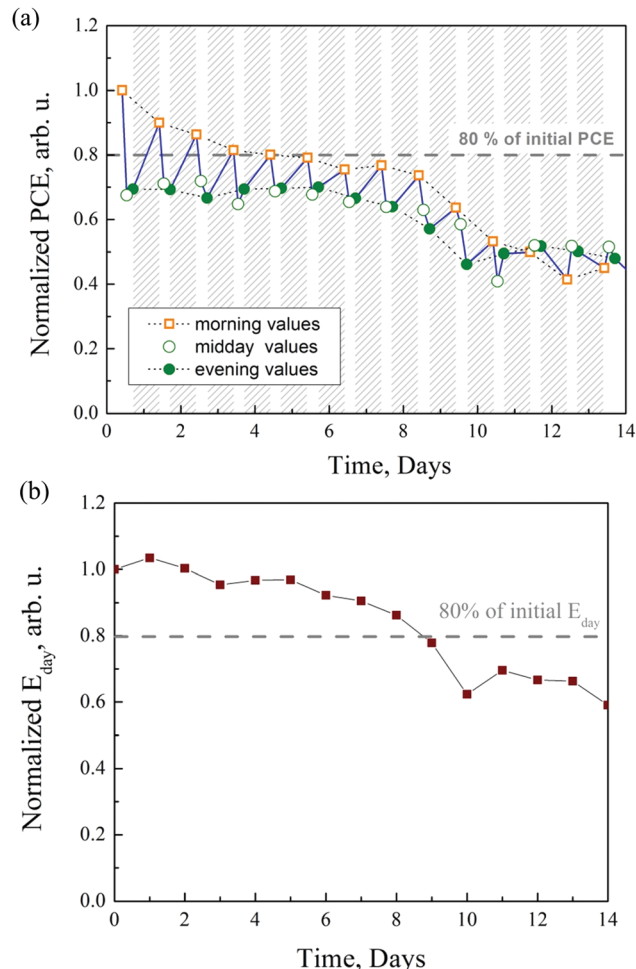 (a)
1.2
1.0
0.8
0.6
0.4
0.2
0.0
Normalized PCE, arb. u.
80 % of initial PCE
morning values
midday values
evening values
0 2 4 6 8 10 12 14
Time, Days
(b)
1.2
1.0
0.8
0.6
0.4
0.2
0.0
Normalized Eday, arb. u.
80% of initial Eday
0 2 4 6 8 10 12 14
Time, Days